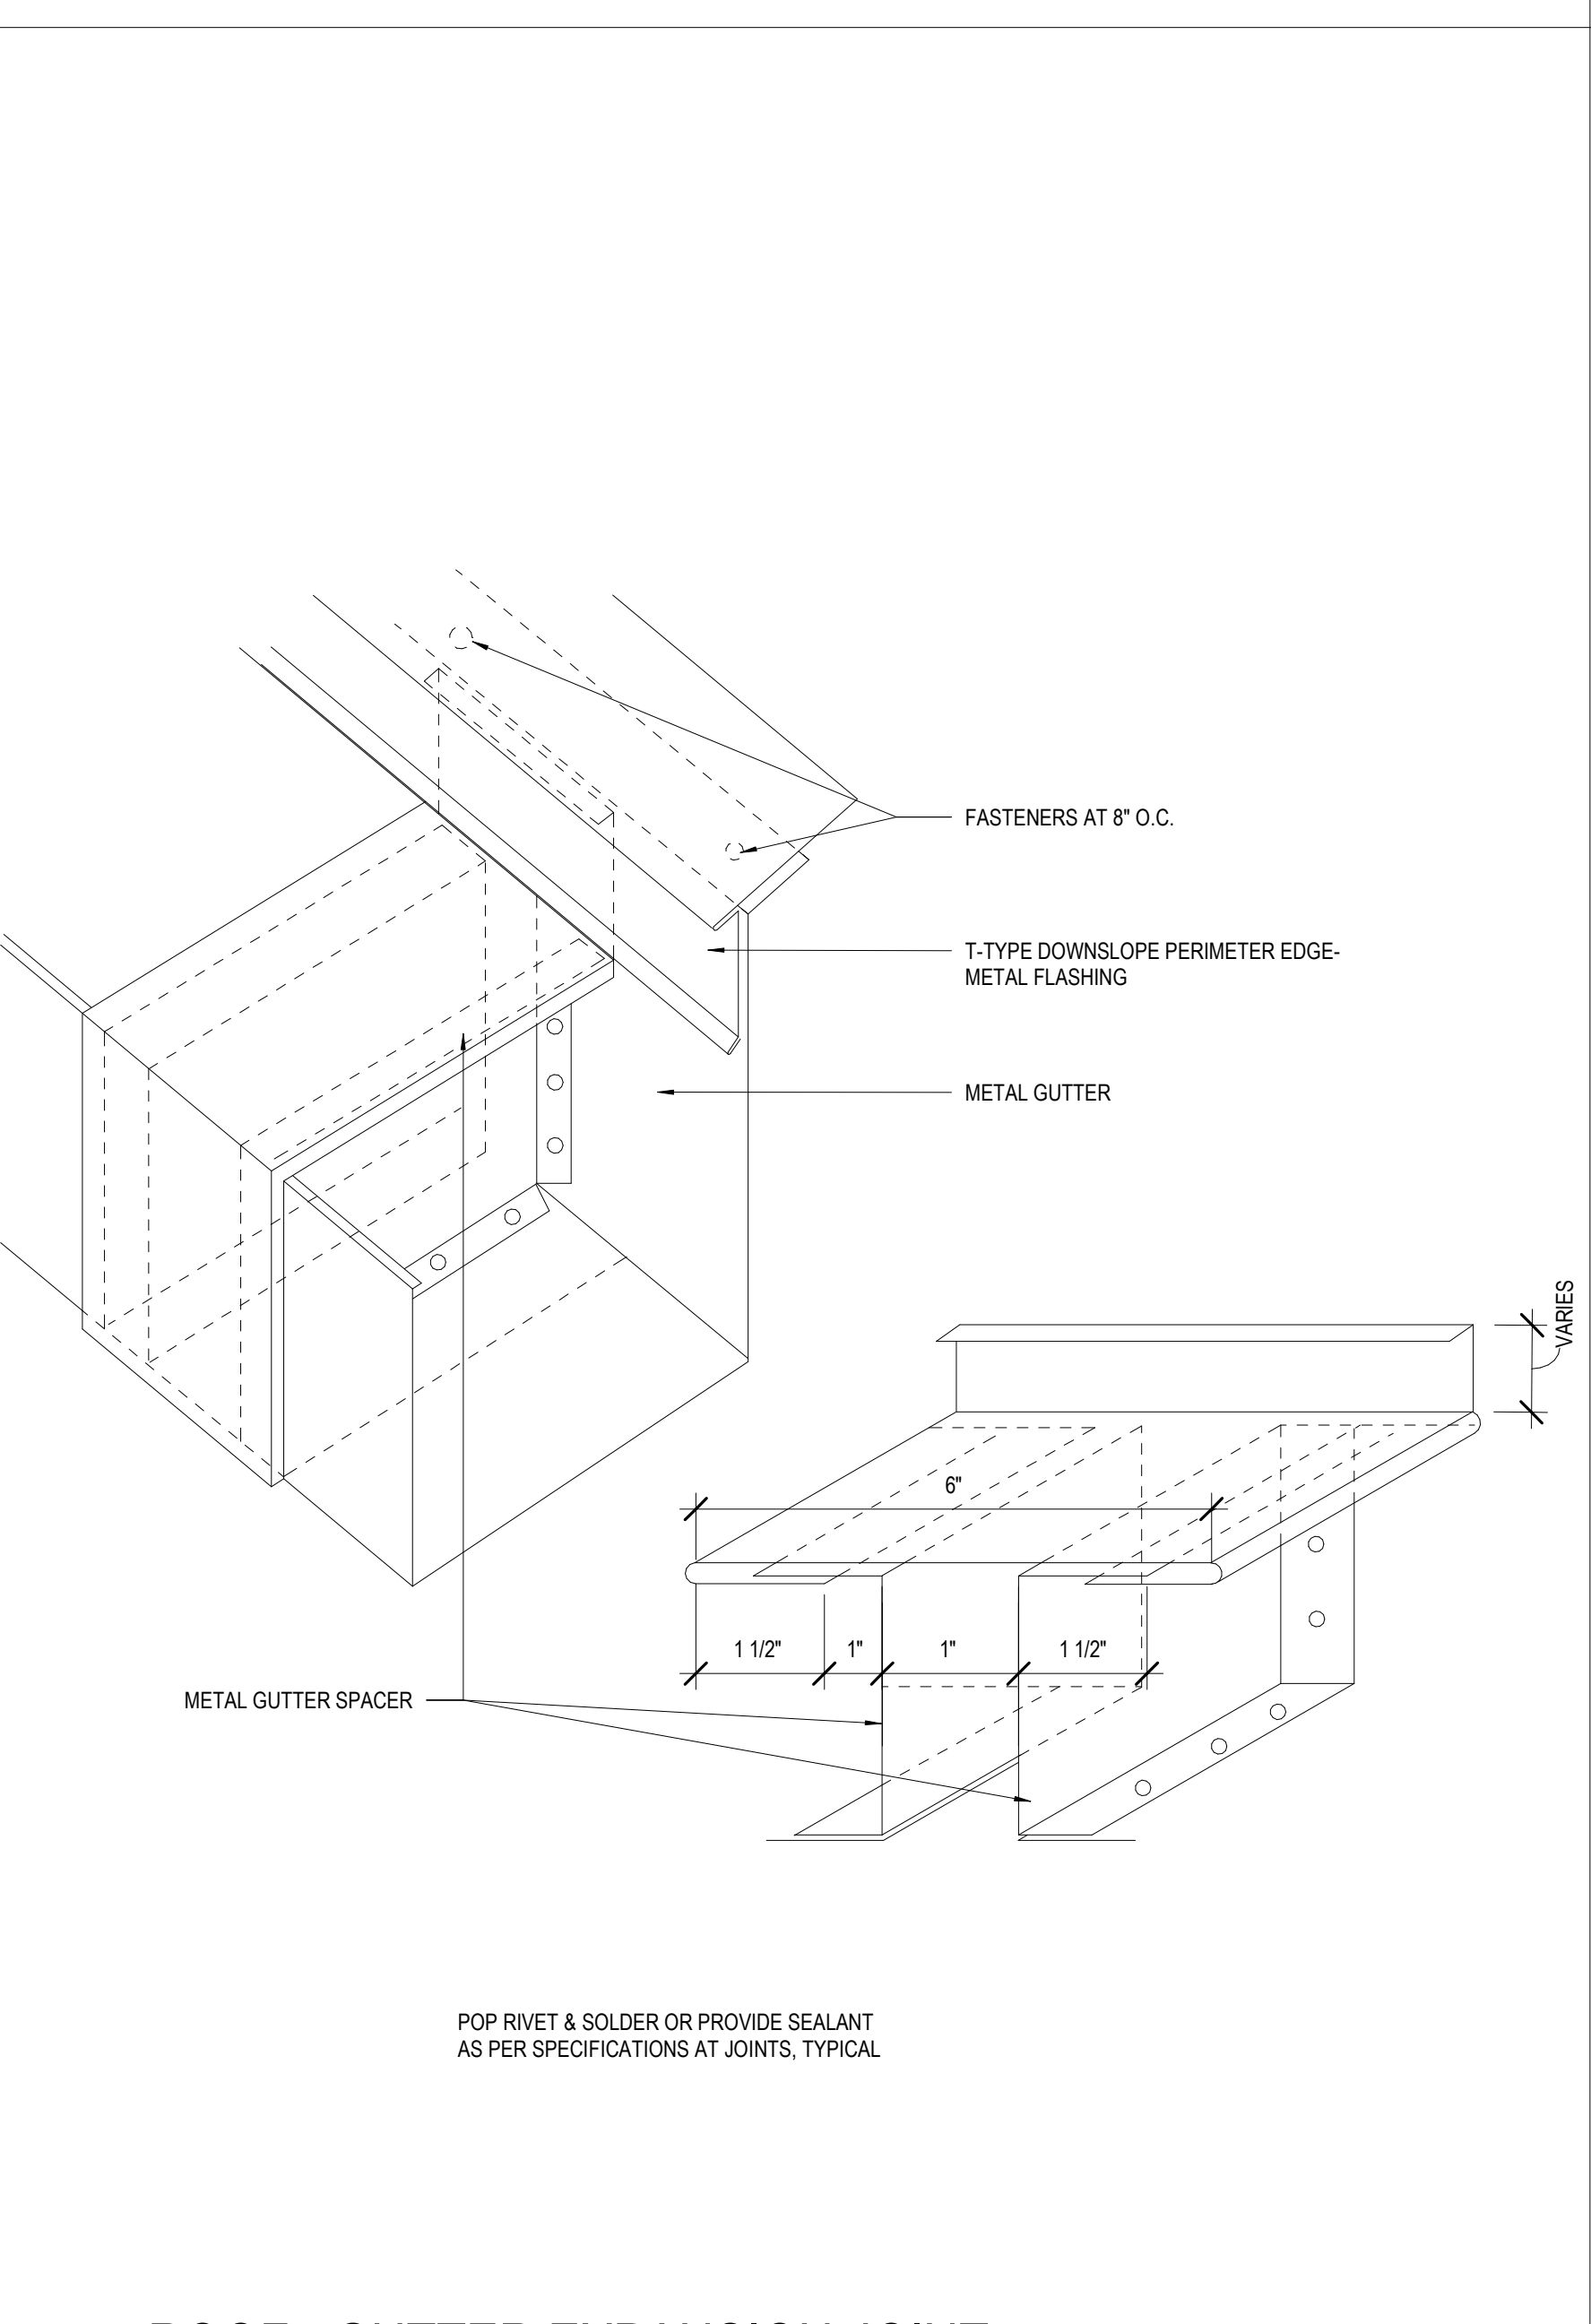 FASTENERS AT 8" O.C.
T-TYPE DOWNSLOPE PERIMETER EDGE-
METAL FLASHING
METAL GUTTER
VARIES
6"
1 1/2"
1"
1"
1 1/2"
METAL GUTTER SPACER
POP RIVET & SOLDER OR PROVIDE SEALANT
AS PER SPECIFICATIONS AT JOINTS, TYPICAL